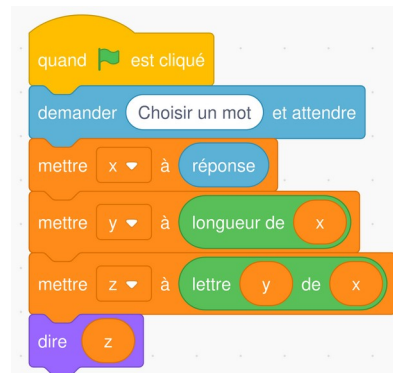 quand est cliqué
demander Choisir un mot et attendre
mettre x à réponse
mettre y à longueur de x
mettre z à lettre y de x
dire z